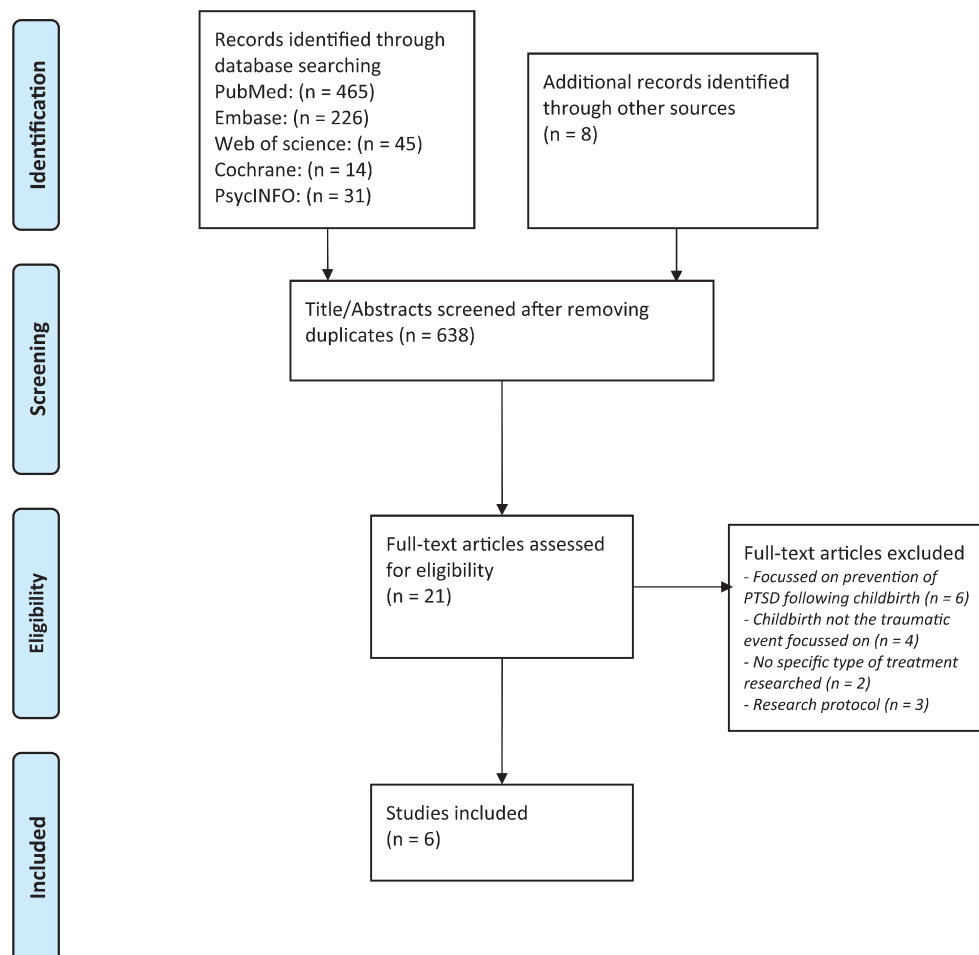 Identification
Records identified through
database searching
PubMed: (n = 465)
Embase: (n = 226)
Web of science: (n = 45)
Cochrane: (n = 14)
PsycINFO: (n = 31)
Additional records identified
through other sources
(n = 8)
Screening
Title/Abstracts screened after removing
duplicates (n = 638)
Eligibility
Full-text articles assessed
for eligibility
(n = 21)
Full-text articles excluded
- Focussed on prevention of
PTSD following childbirth (n = 6)
- Childbirth not the traumatic
event focussed on (n = 4)
- No specific type of treatment
researched (n = 2)
- Research protocol (n = 3)
Included
Studies included
(n = 6)